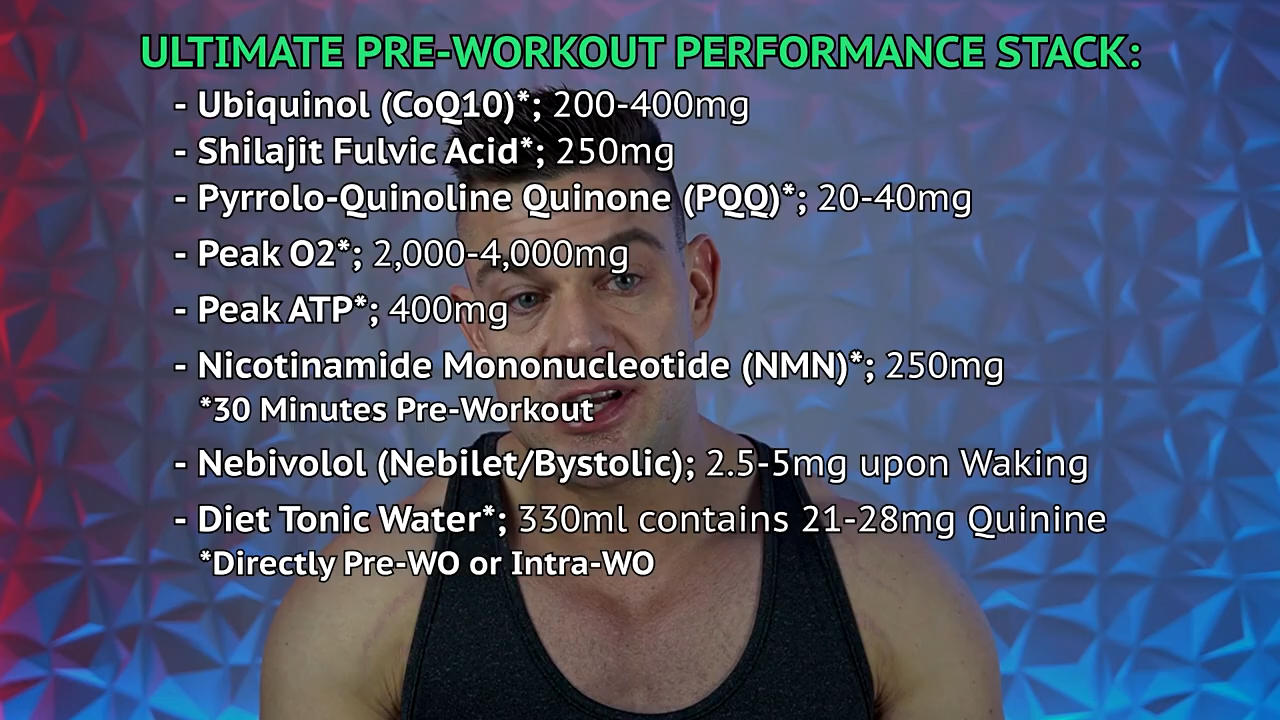 ULTIMATE PRE-WORKOUT PERFORMANCE STACK:
- Ubiquinol (CoQ10)*; 200-400mg
- Shilajit Fulvic Acid*; 250mg
- Pyrrolo-Quinoline Quinone (PQQ)*; 20-40mg
- Peak O2*; 2,000-4,000mg
- Peak ATP*; 400mg
- Nicotinamide Mononucleotide (NMN)*; 250mg
*30 Minutes Pre-Workout
- Nebivolol (Nebilet/Bystolic); 2.5-5mg upon Waking
- Diet Tonic Water*; 330ml contains 21-28mg Quinine
*Directly Pre-WO or Intra-WO